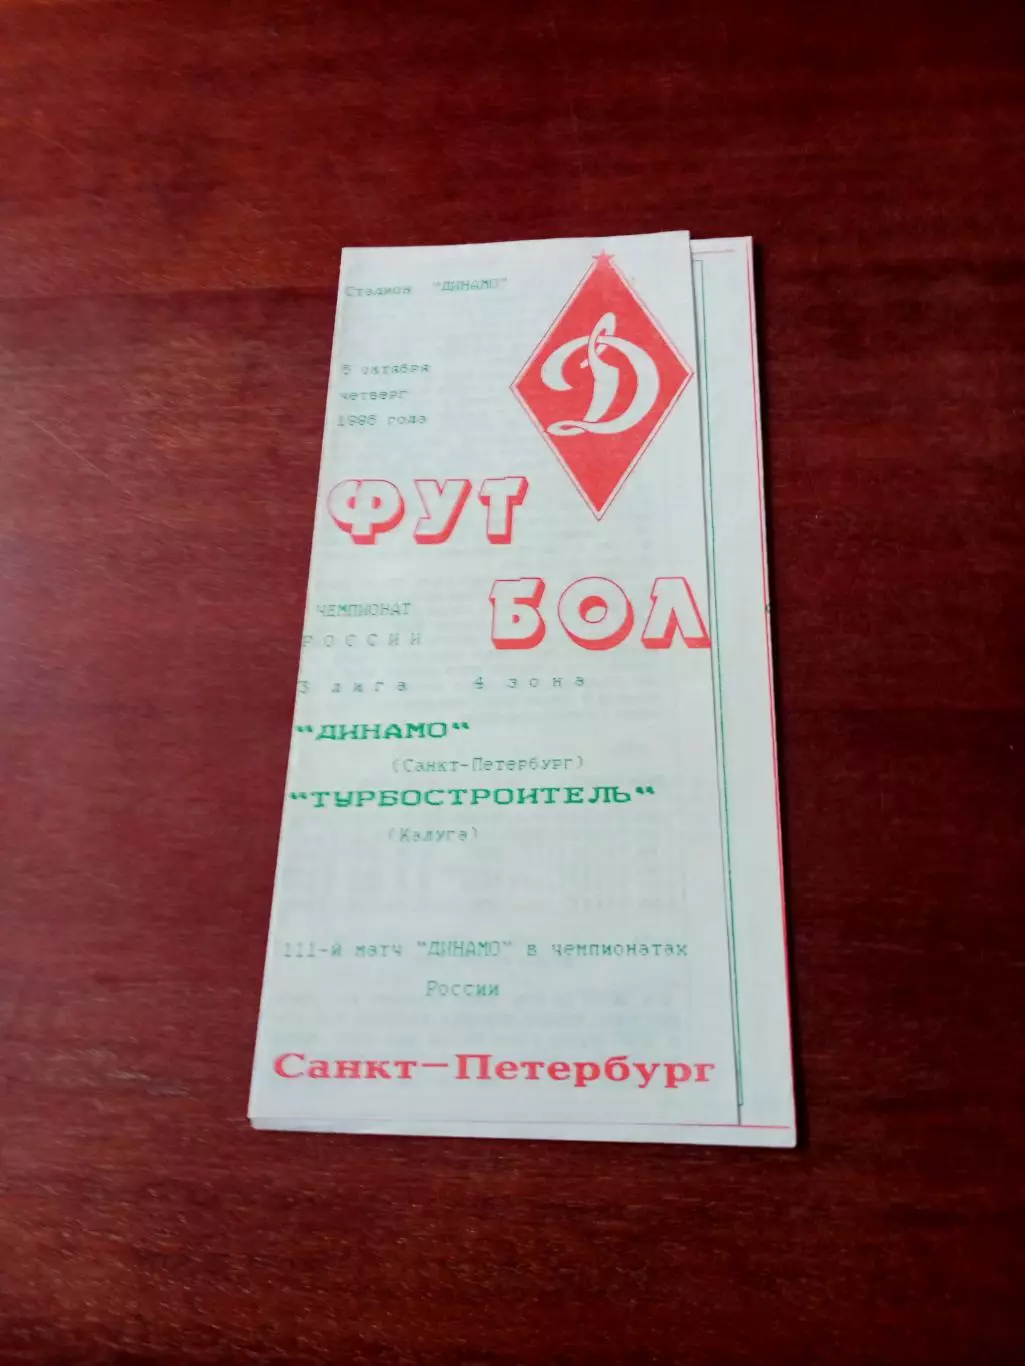 Стадион "ДИНАМО"
5 октября
четверг
1995 года
ФУТ
БОЛ
ЧЕМПИОНАТ
РОССИИ
3 лига 4 зона
"ДИНАМО"
(Санкт-Петербург)
"ТУРБОСТРОИТЕЛЬ"
(Калуга)
111-й матч "ДИНАМО" в чемпионатах
России
Санкт-Петербург